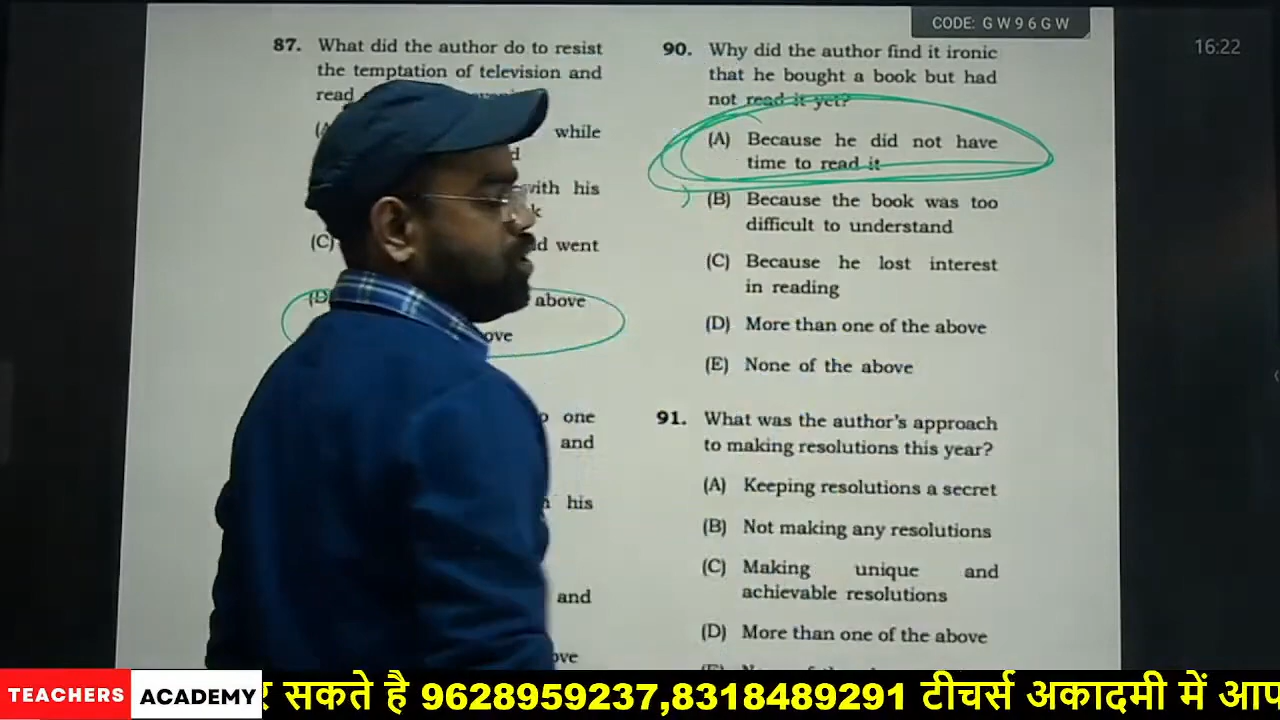 CODE: GW96GW
16:22
87. What did the author do to resist
the temptation of television and
read
while
with his
(C) went
above
one
and
his
and
90. Why did the author find it ironic
that he bought a book but had
not read it yet?
(A) Because he did not have
time to read it
(B) Because the book was too
difficult to understand
(C) Because he lost interest
in reading
(D) More than one of the above
(E) None of the above
91. What was the author's approach
to making resolutions this year?
(A) Keeping resolutions a secret
(B) Not making any resolutions
(C) Making unique and
achievable resolutions
(D) More than one of the above
TEACHERS ACADEMY
सकते है 9628959237,8318489291 टीचर्स अकादमी में